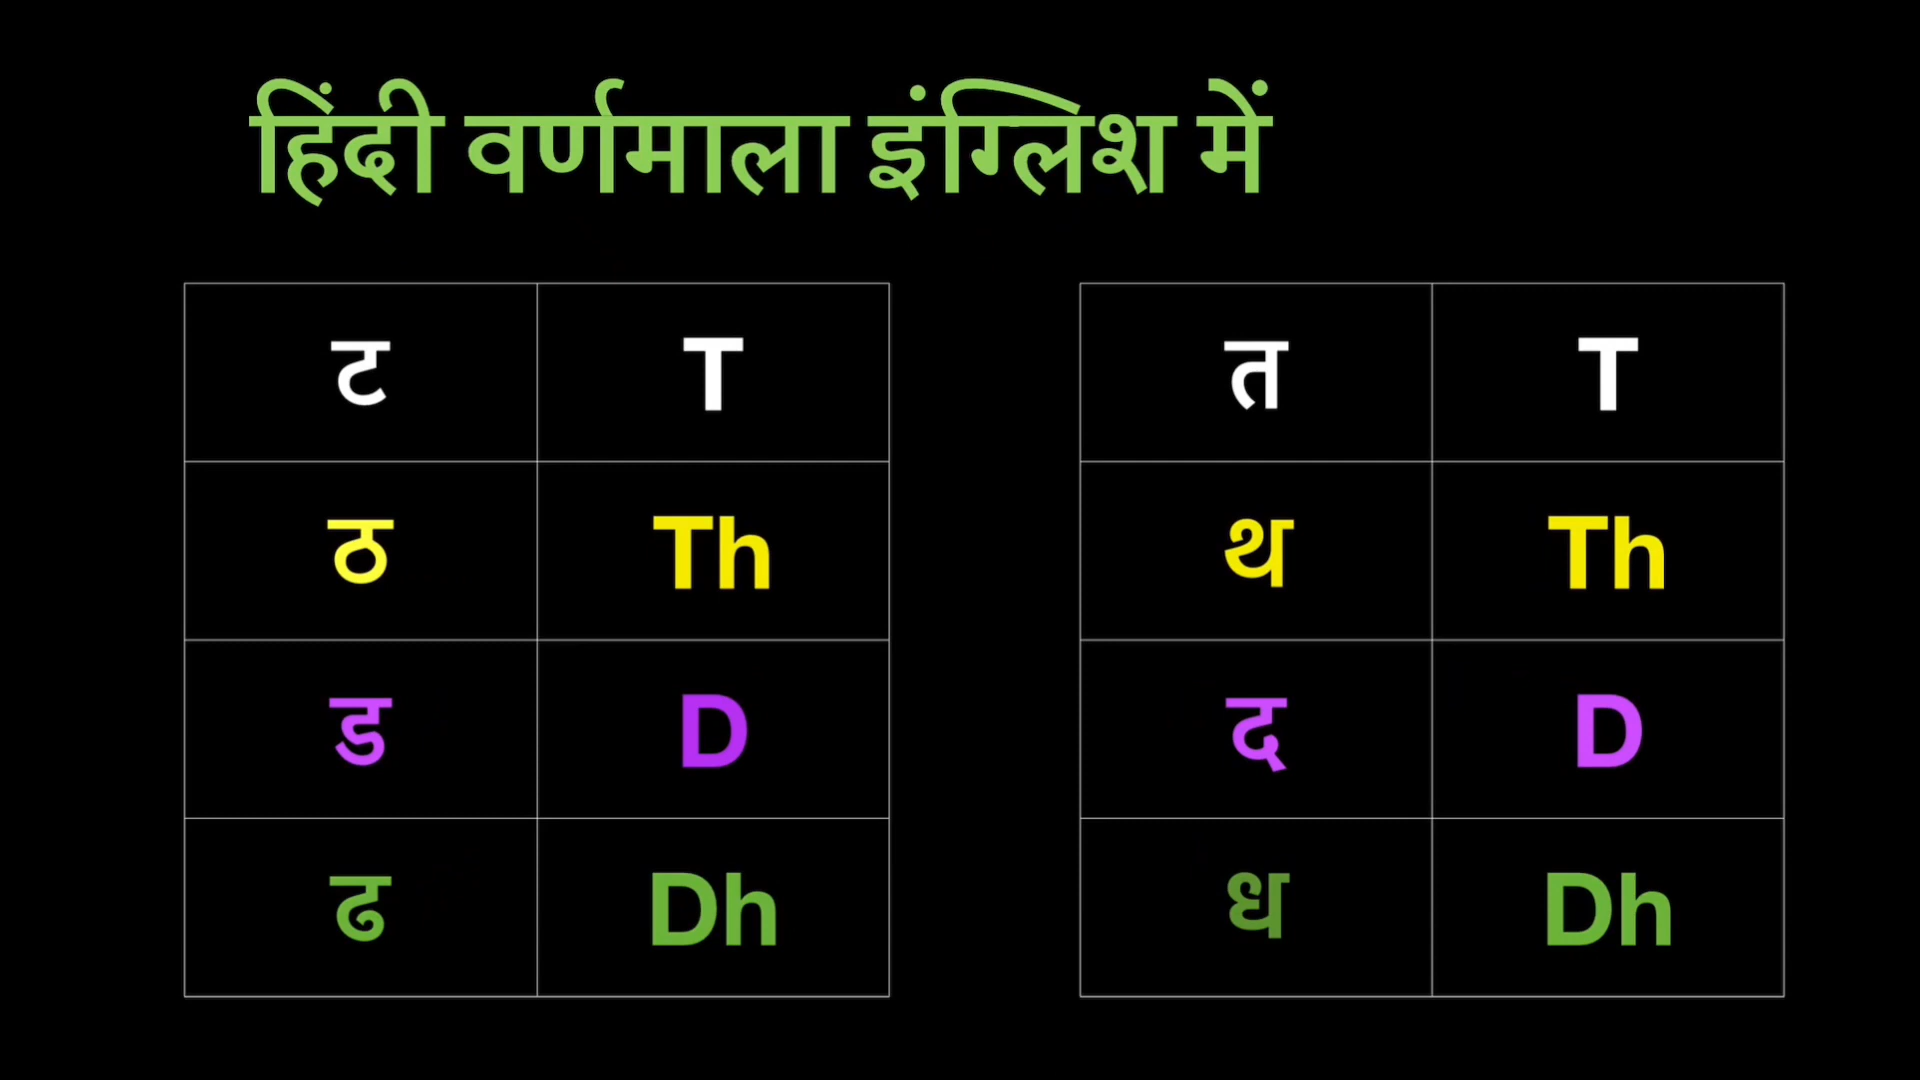 हिंदी वर्णमाला इंग्लिश में
ट T
ठ Th
ड D
ढ Dh
त T
थ Th
द D
ध Dh